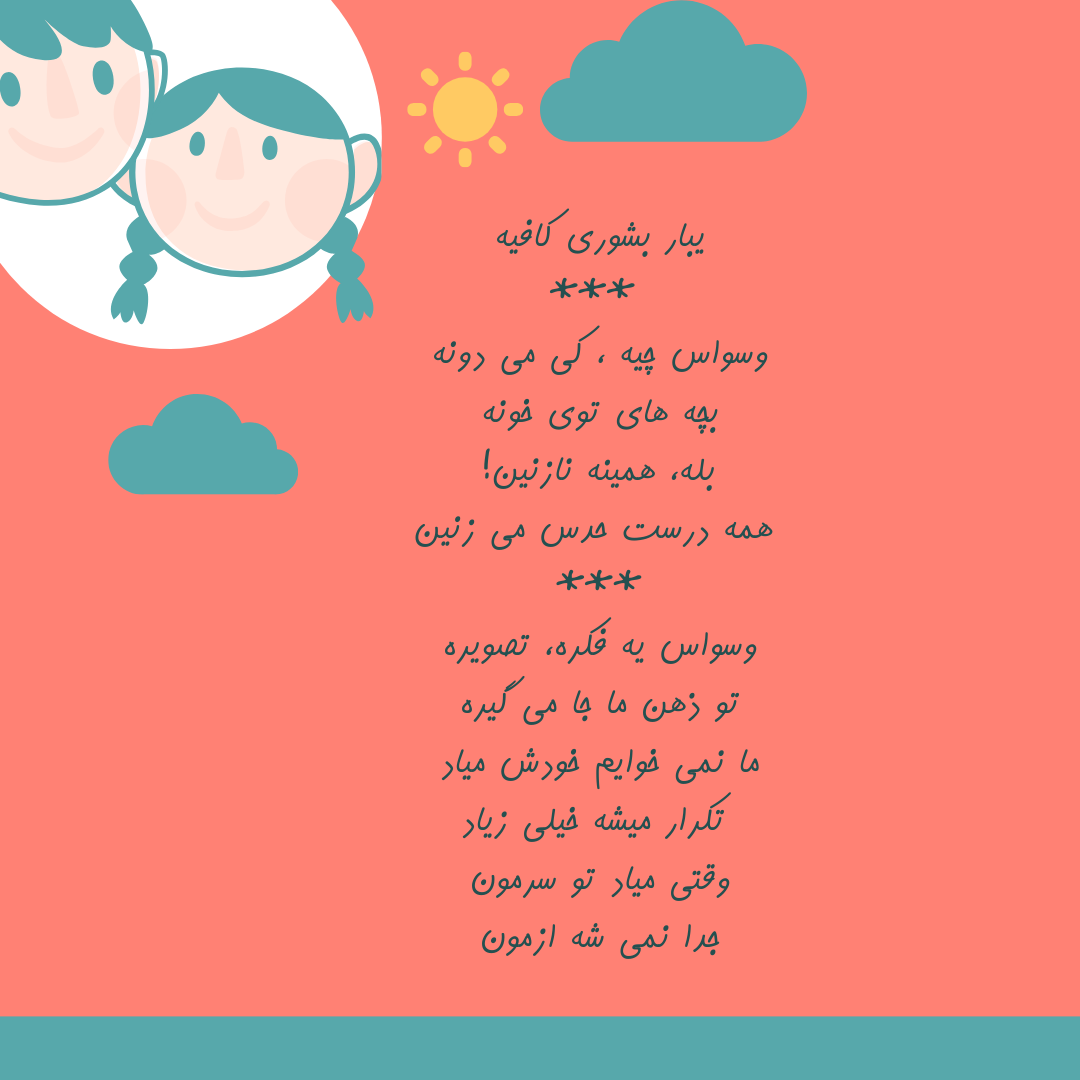 یبار بشوری کافیه
***
وسواس چیه ، کی می دونه
بچه های توی خونه
بله، همینه نازنین!
همه درست حدس می زنین
***
وسواس یه فکره، تصویره
تو ذهن ما جا می گیره
ما نمی خوایم خودش میاد
تکرار میشه خیلی زیاد
وقتی میاد تو سرمون
جدا نمی شه ازمون